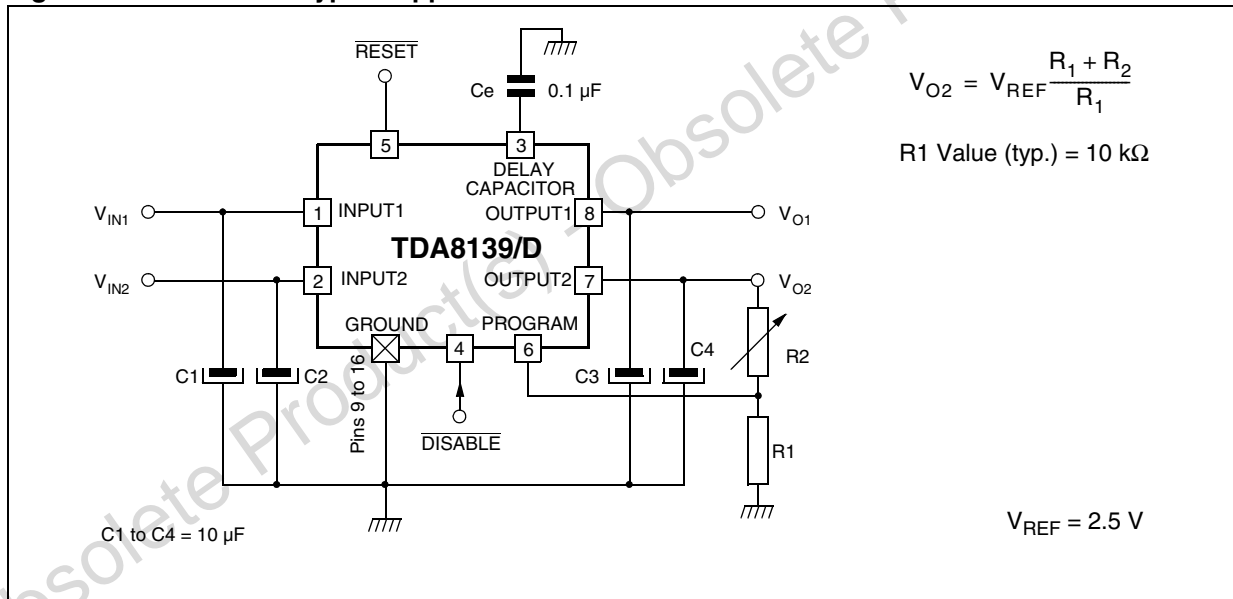 RESET
Ce 0.1 µF
5
3
DELAY
CAPACITOR
V_O2 = V_REF (R_1 + R_2) / R_1
R1 Value (typ.) = 10 kΩ
V_IN1
1 INPUT1
OUTPUT1 8
V_O1
TDA8139/D
V_IN2
2 INPUT2
OUTPUT2 7
V_O2
GROUND
PROGRAM
4
6
C1
C2
Pins 9 to 16
DISABLE
C3
C4
R2
R1
C1 to C4 = 10 µF
V_REF = 2.5 V
Obsolete Product(s) - Obsolete